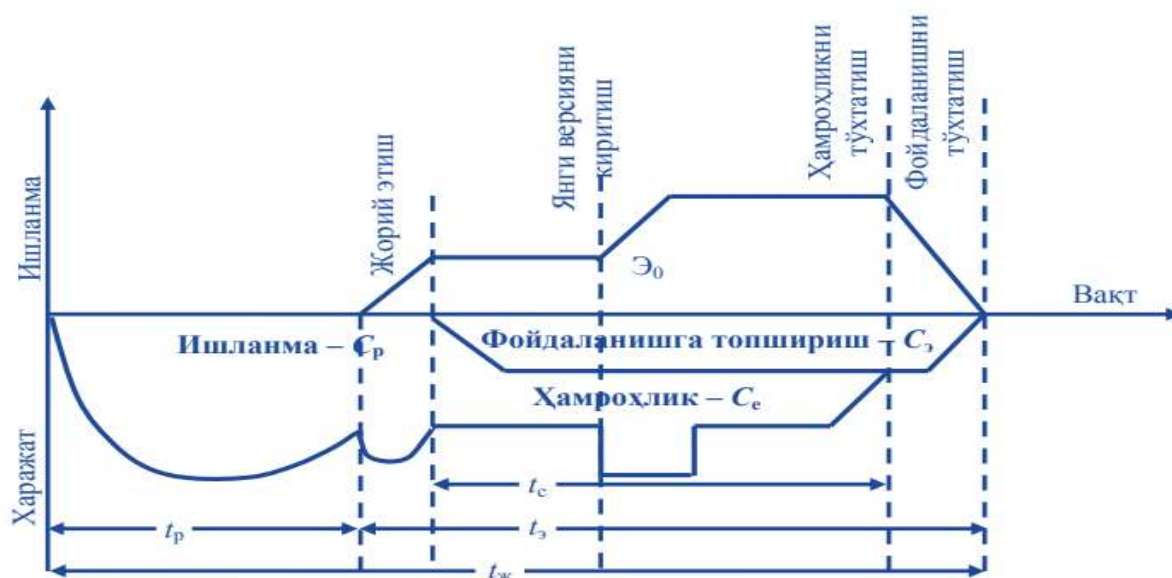 Ишланма
Харажат
Жорий этиш
Янги версияни
киритиш
Ҳамроҳликни
тўхтатиш
Фойдаланишни
тўхтатиш
Э₀
Вақт
Ишланма – Cр
Фойдаланишга топшириш – Cэ
Ҳамроҳлик – Cе
tс
tр
tэ
tж